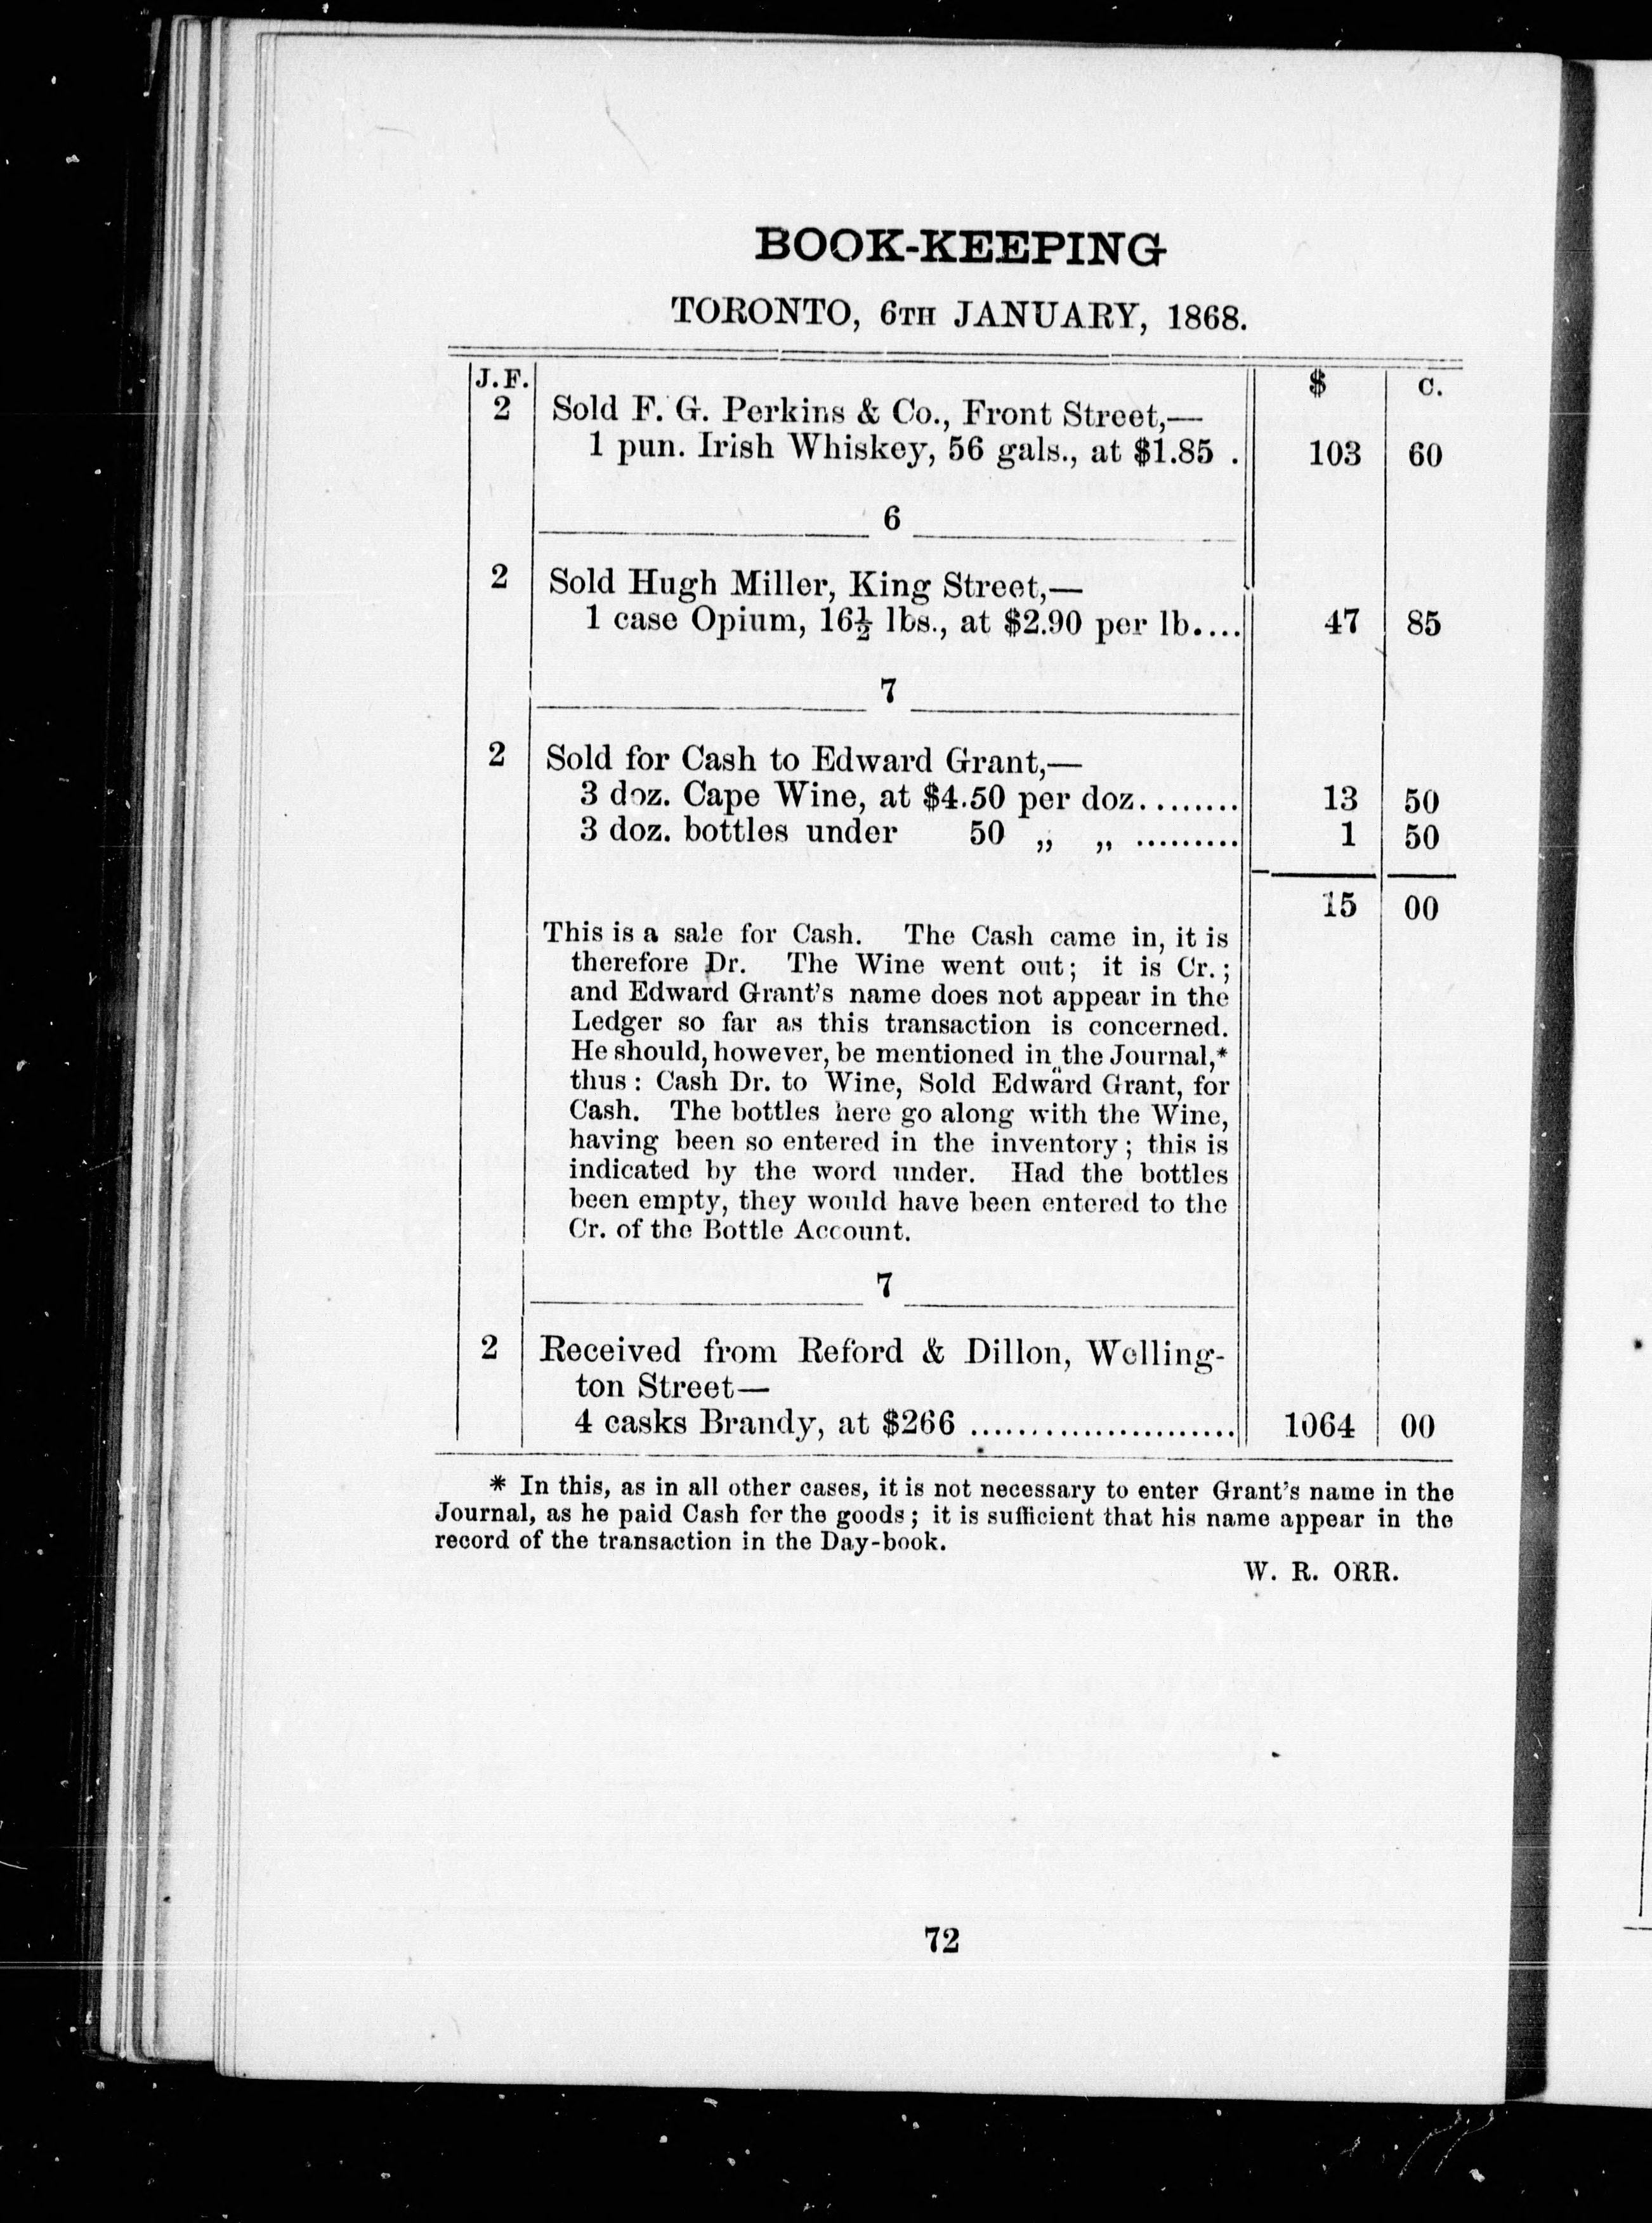 BOOK-KEEPING
TORONTO, 6TH JANUARY, 1868.
J.F. $ C.
2 Sold F. G. Perkins & Co., Front Street,—
1 pun. Irish Whiskey, 56 gals., at $1.85 . 103 60
6
2 Sold Hugh Miller, King Street,—
1 case Opium, 16½ lbs., at $2.90 per lb.... 47 85
7
2 Sold for Cash to Edward Grant,—
3 doz. Cape Wine, at $4.50 per doz........ 13 50
3 doz. bottles under 50 „ „ .......... 1 50
15 00
This is a sale for Cash. The Cash came in, it is
therefore Dr. The Wine went out; it is Cr.;
and Edward Grant's name does not appear in the
Ledger so far as this transaction is concerned.
He should, however, be mentioned in the Journal,*
thus: Cash Dr. to Wine, Sold Edward Grant, for
Cash. The bottles here go along with the Wine,
having been so entered in the inventory; this is
indicated by the word under. Had the bottles
been empty, they would have been entered to the
Cr. of the Bottle Account.
7
2 Received from Reford & Dillon, Welling-
ton Street—
4 casks Brandy, at $266 .......................... 1064 00
* In this, as in all other cases, it is not necessary to enter Grant's name in the
Journal, as he paid Cash for the goods; it is sufficient that his name appear in the
record of the transaction in the Day-book.
W. R. ORR.
72